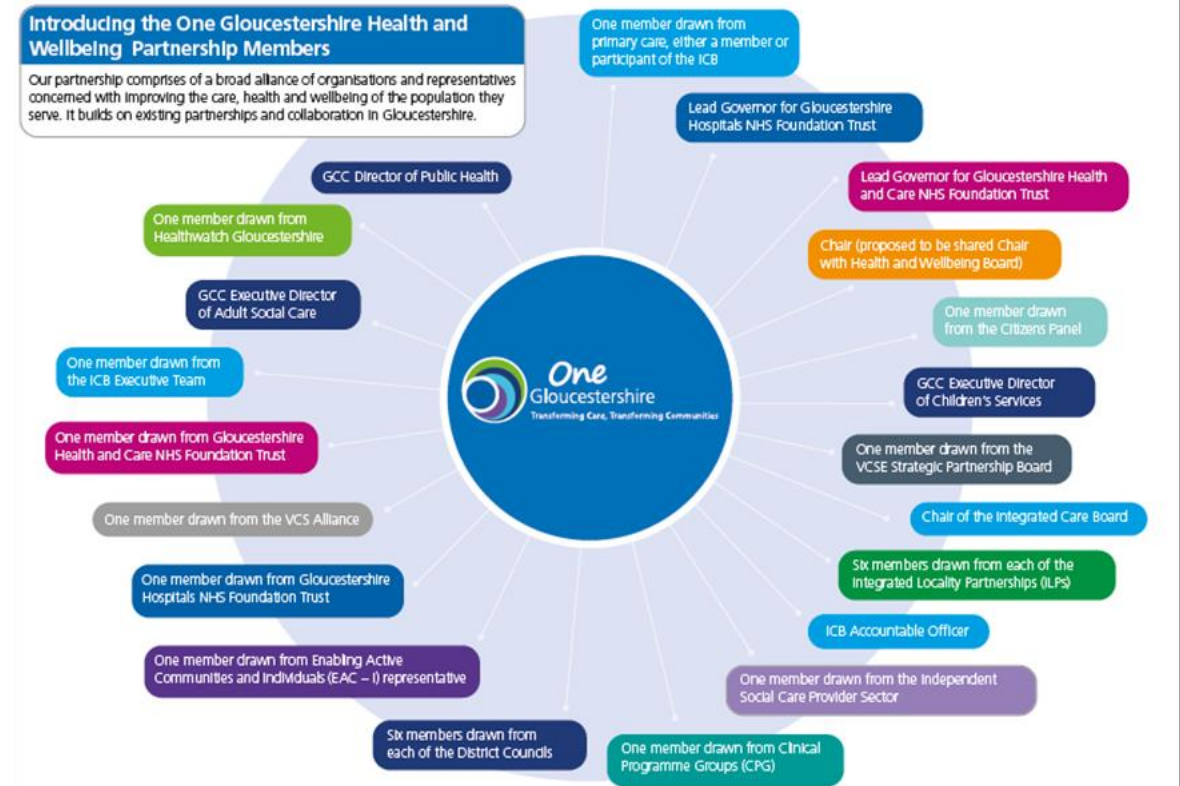 Introducing the One Gloucestershire Health and
Wellbeing Partnership Members
Our partnership comprises of a broad alliance of organisations and representatives
concerned with improving the care, health and wellbeing of the population they
serve. It builds on existing partnerships and collaboration in Gloucestershire.
One member drawn from
primary care, either a member or
participant of the ICB
Lead Governor for Gloucestershire
Hospitals NHS Foundation Trust
Lead Governor for Gloucestershire Health
and Care NHS Foundation Trust
Chair (proposed to be shared Chair
with Health and Wellbeing Board)
One member drawn
from the Citizens Panel
GCC Executive Director
of Children's Services
One member drawn from the
VCSE Strategic Partnership Board
Chair of the Integrated Care Board
Six members drawn from each of the
Integrated Locality Partnerships (ILPs)
ICB Accountable Officer
One member drawn from the Independent
Social Care Provider Sector
One member drawn from Clinical
Programme Groups (CPG)
Six members drawn from
each of the District Councils
One member drawn from Enabling Active
Communities and Individuals (EAC – I) representative
One member drawn from Gloucestershire
Hospitals NHS Foundation Trust
One member drawn from the VCS Alliance
One member drawn from Gloucestershire
Health and Care NHS Foundation Trust
One member drawn from
the ICB Executive Team
GCC Executive Director
of Adult Social Care
One member drawn from
Healthwatch Gloucestershire
GCC Director of Public Health
One
Gloucestershire
Transforming Care, Transforming Communities